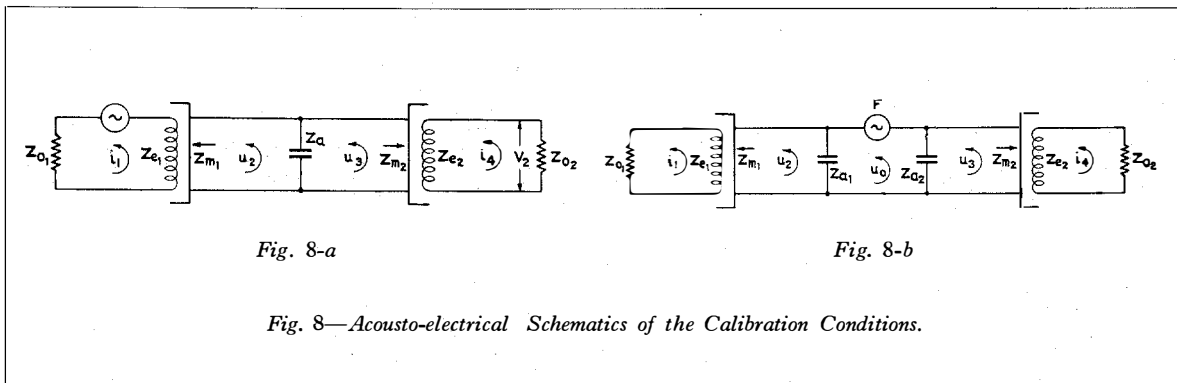 Z₀₁ i₁ Zₑ₁ Zₘ₁ u₂ Zₐ u₃ Zₘ₂ Zₑ₂ i₄ V₂ Z₀₂
Fig. 8-a
F
Z₀₁ i₁ Zₑ₁ Zₘ₁ u₂ Zₐ₁ u₀ Zₐ₂ u₃ Zₘ₂ Zₑ₂ i₄ Z₀₂
Fig. 8-b
Fig. 8—Acousto-electrical Schematics of the Calibration Conditions.